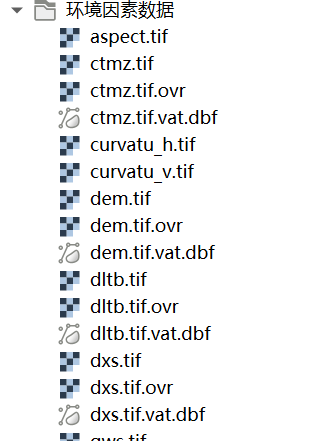 环境因素数据
aspect.tif
ctmz.tif
ctmz.tif.ovr
ctmz.tif.vat.dbf
curvatu_h.tif
curvatu_v.tif
dem.tif
dem.tif.ovr
dem.tif.vat.dbf
dltb.tif
dltb.tif.ovr
dltb.tif.vat.dbf
dxs.tif
dxs.tif.ovr
dxs.tif.vat.dbf